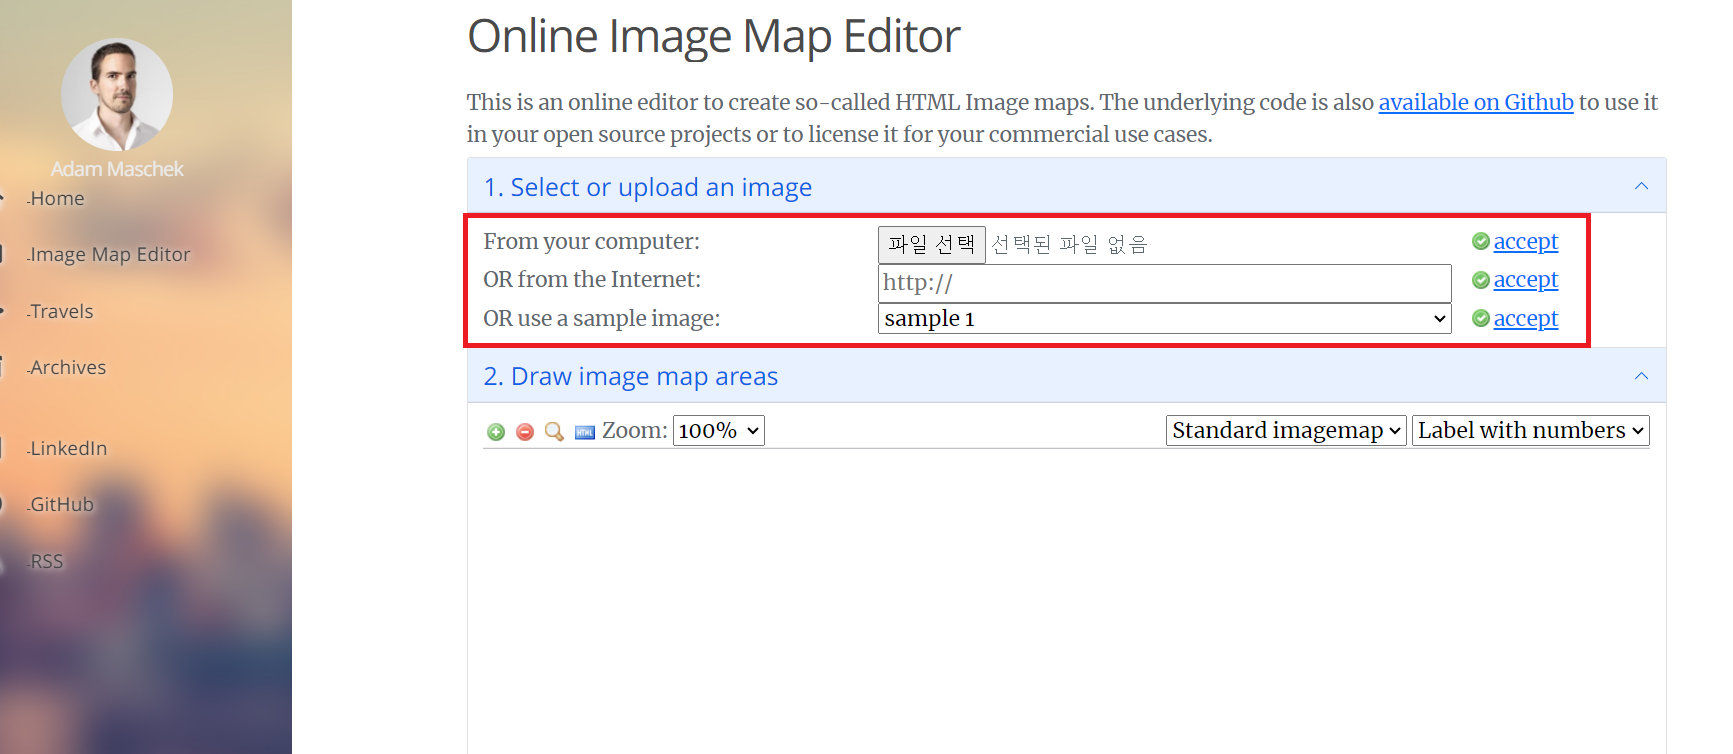 Adam Maschek
Home
Image Map Editor
Travels
Archives
LinkedIn
GitHub
RSS
Online Image Map Editor
This is an online editor to create so-called HTML Image maps. The underlying code is also available on Github to use it
in your open source projects or to license it for your commercial use cases.
1. Select or upload an image
From your computer: 파일 선택 선택된 파일 없음 accept
OR from the Internet: http:// accept
OR use a sample image: sample 1 accept
2. Draw image map areas
HTML Zoom: 100% Standard imagemap Label with numbers